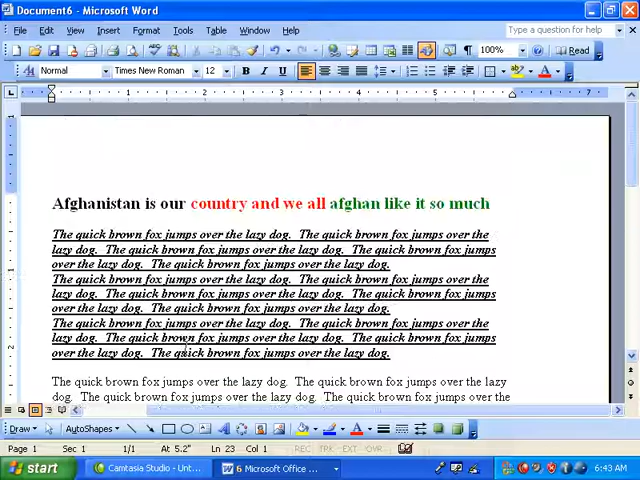 Document6 - Microsoft Word
File Edit View Insert Format Tools Table Window Help Type a question for help
100% Read
Normal Times New Roman 12 B I U A
1 2 3 4 5 7
Afghanistan is our country and we all afghan like it so much
The quick brown fox jumps over the lazy dog. The quick brown fox jumps over the
lazy dog. The quick brown fox jumps over the lazy dog. The quick brown fox jumps
over the lazy dog. The quick brown fox jumps over the lazy dog.
The quick brown fox jumps over the lazy dog. The quick brown fox jumps over the
lazy dog. The quick brown fox jumps over the lazy dog. The quick brown fox jumps
over the lazy dog. The quick brown fox jumps over the lazy dog.
The quick brown fox jumps over the lazy dog. The quick brown fox jumps over the
lazy dog. The quick brown fox jumps over the lazy dog. The quick brown fox jumps
over the lazy dog. The quick brown fox jumps over the lazy dog.
The quick brown fox jumps over the lazy dog. The quick brown fox jumps over the lazy
dog. The quick brown fox jumps over the lazy dog. The quick brown fox jumps over the
Draw AutoShapes
Page 1 Sec 1 1/1 At 5.2" Ln 23 Col 1 REC TRK EXT OVR
start Camtasia Studio - Unt... 6 Microsoft Office ... 6:43 AM